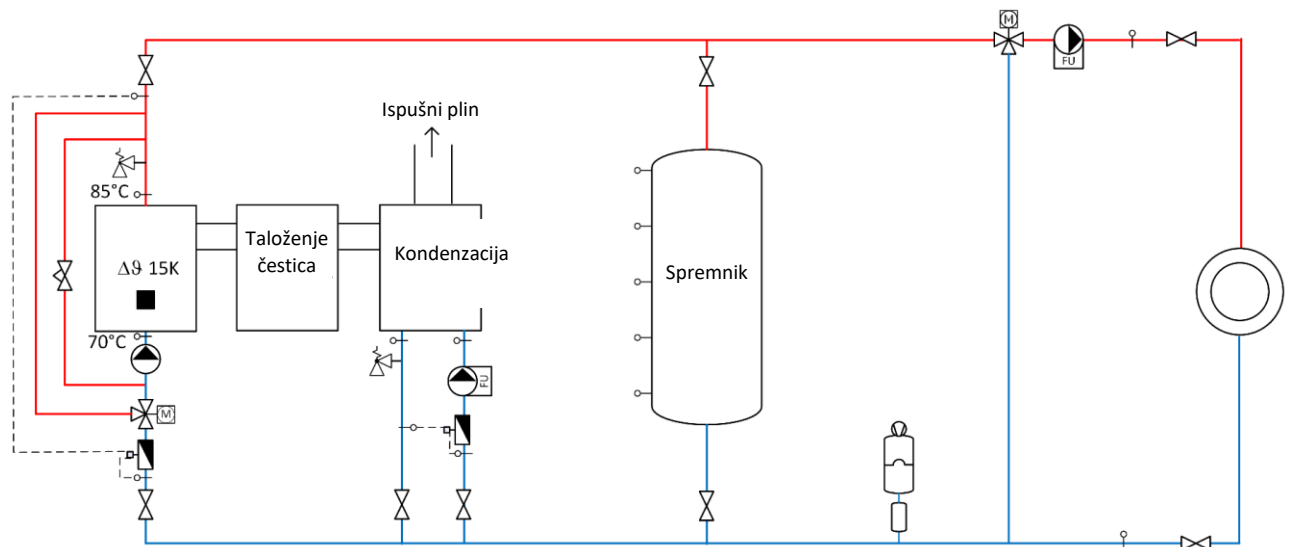 M
FU
Ispušni plin
85°C
Taloženje
čestica
Kondenzacija
Δϑ 15K
Spremnik
70°C
FU
M